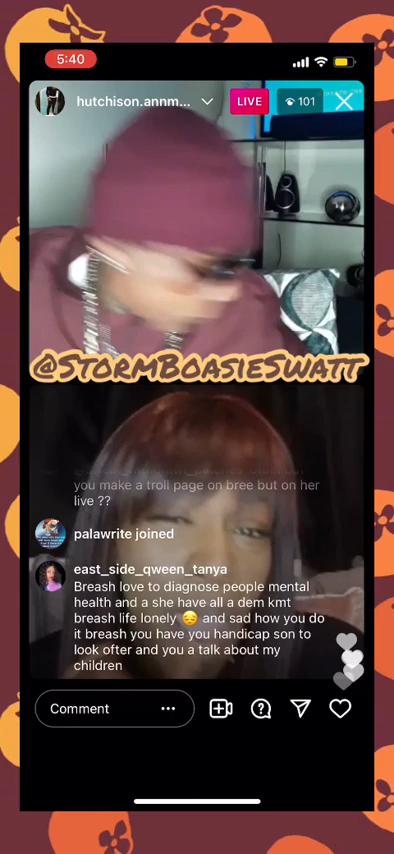 5:40
hutchison.annm...
LIVE
101
@StormBoasieSwatt
you make a troll page on bree but on her
live ??
palawrite joined
east_side_qween_tanya
Breash love to diagnose people mental
health and a she have all a dem kmt
breash life lonely 😔 and sad how you do
it breash you have you handicap son to
look ofter and you a talk about my
children
Comment